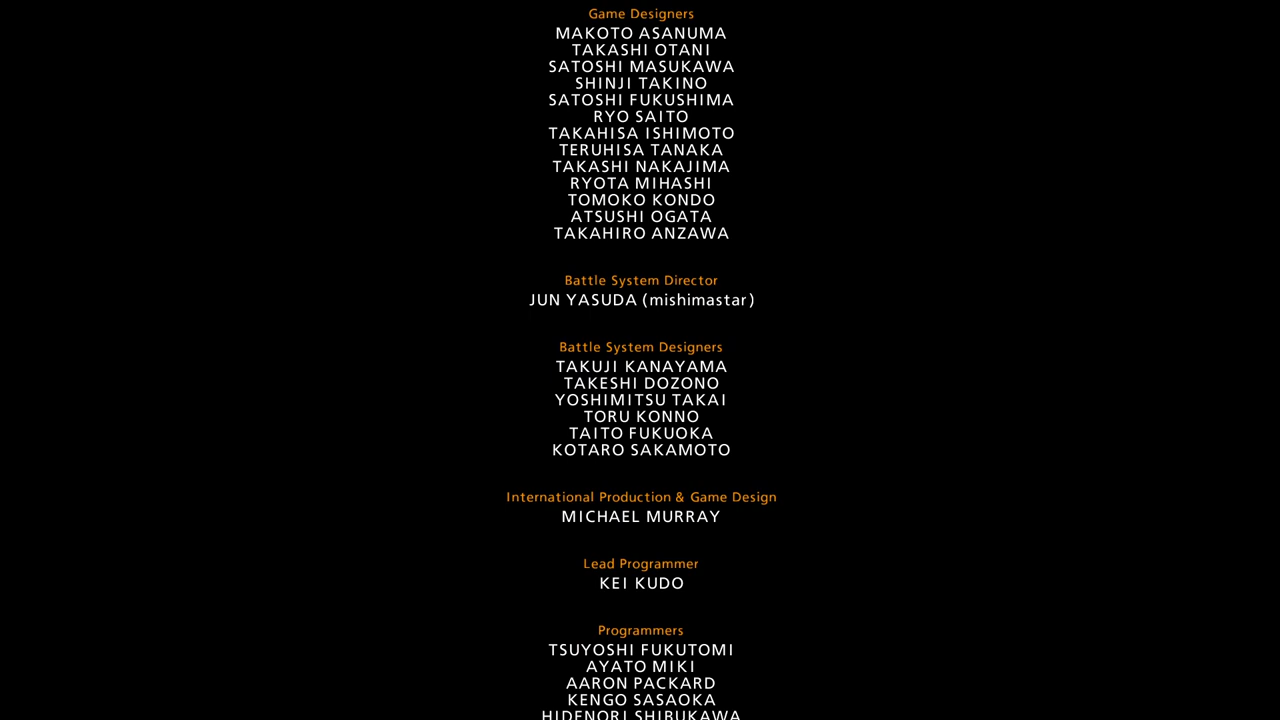 Game Designers
MAKOTO ASANUMA
TAKASHI OTANI
SATOSHI MASUKAWA
SHINJI TAKINO
SATOSHI FUKUSHIMA
RYO SAITO
TAKAHISA ISHIMOTO
TERUHISA TANAKA
TAKASHI NAKAJIMA
RYOTA MIHASHI
TOMOKO KONDO
ATSUSHI OGATA
TAKAHIRO ANZAWA
Battle System Director
JUN YASUDA (mishimastar)
Battle System Designers
TAKUJI KANAYAMA
TAKESHI DOZONO
YOSHIMITSU TAKAI
TORU KONNO
TAITO FUKUOKA
KOTARO SAKAMOTO
International Production & Game Design
MICHAEL MURRAY
Lead Programmer
KEI KUDO
Programmers
TSUYOSHI FUKUTOMI
AYATO MIKI
AARON PACKARD
KENGO SASAOKA
HIDENORI SHIBUKAWA